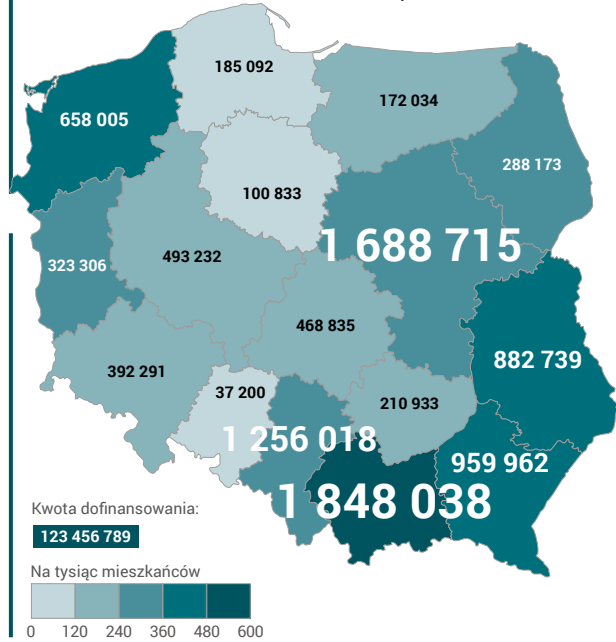 185 092
172 034
658 005
288 173
100 833
1 688 715
493 232
323 306
468 835
882 739
392 291
37 200
210 933
1 256 018
959 962
1 848 038
Kwota dofinansowania:
123 456 789
Na tysiąc mieszkańców
0 120 240 360 480 600